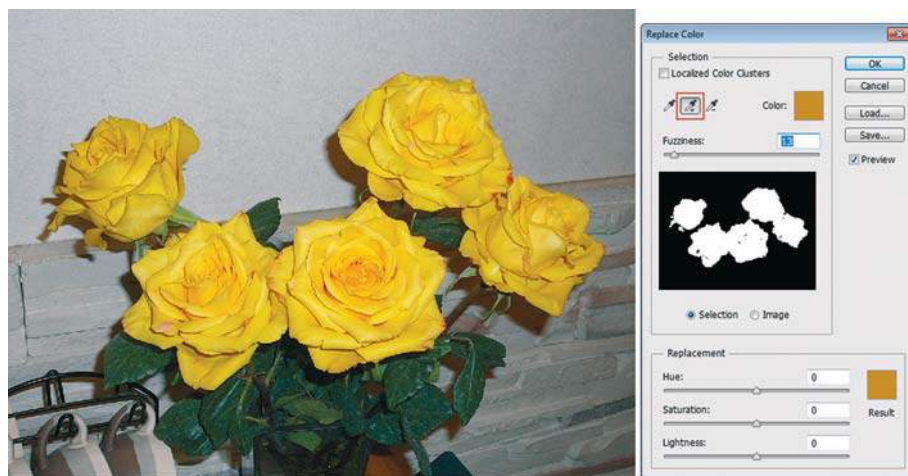 Replace Color
Selection
Localized Color Clusters
Color:
Fuzziness:
13
Selection
Image
OK
Cancel
Load...
Save...
Preview
Replacement
Hue:
0
Saturation:
0
Lightness:
0
Result